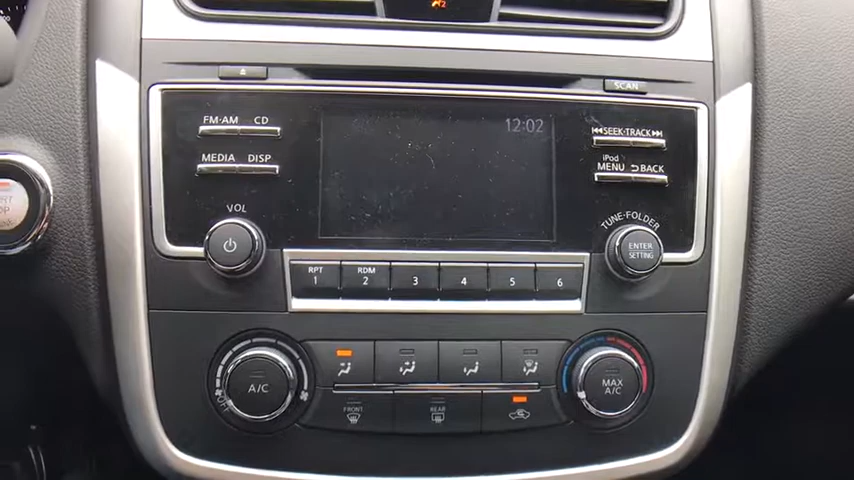 SCAN
FM·AM CD
12:02
SEEK·TRACK
MEDIA DISP
iPod
MENU BACK
VOL
TUNE·FOLDER
ENTER
SETTING
RPT
1
RDM
2
3
4
5
6
A/C
OFF
MAX
A/C
FRONT
REAR